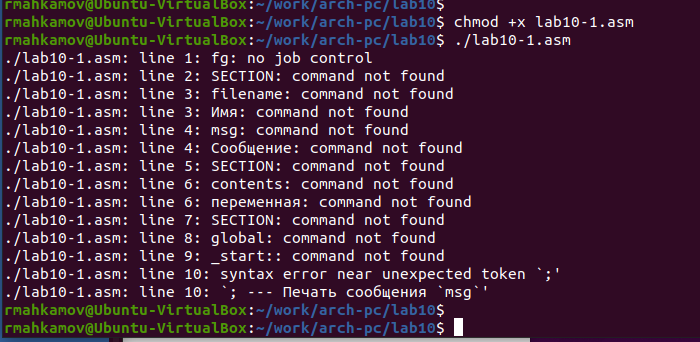 rmahkamov@Ubuntu-VirtualBox:~/work/arch-pc/lab10$
rmahkamov@Ubuntu-VirtualBox:~/work/arch-pc/lab10$ chmod +x lab10-1.asm
rmahkamov@Ubuntu-VirtualBox:~/work/arch-pc/lab10$ ./lab10-1.asm
./lab10-1.asm: line 1: fg: no job control
./lab10-1.asm: line 2: SECTION: command not found
./lab10-1.asm: line 3: filename: command not found
./lab10-1.asm: line 3: Имя: command not found
./lab10-1.asm: line 4: msg: command not found
./lab10-1.asm: line 4: Сообщение: command not found
./lab10-1.asm: line 5: SECTION: command not found
./lab10-1.asm: line 6: contents: command not found
./lab10-1.asm: line 6: переменная: command not found
./lab10-1.asm: line 7: SECTION: command not found
./lab10-1.asm: line 8: global: command not found
./lab10-1.asm: line 9: _start:: command not found
./lab10-1.asm: line 10: syntax error near unexpected token `;'
./lab10-1.asm: line 10: `; --- Печать сообщения `msg`'
rmahkamov@Ubuntu-VirtualBox:~/work/arch-pc/lab10$
rmahkamov@Ubuntu-VirtualBox:~/work/arch-pc/lab10$